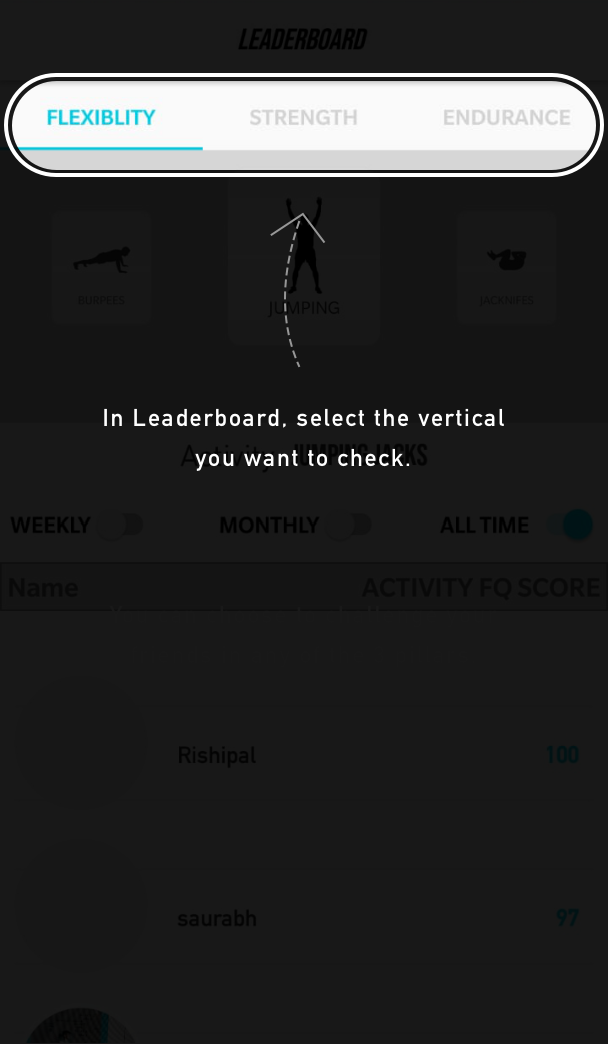 LEADERBOARD
FLEXIBLITY STRENGTH ENDURANCE
BURPEES JUMPING JACKNIFES
In Leaderboard, select the vertical
Activity: JUMPING JACKS
you want to check.
WEEKLY MONTHLY ALL TIME
Name ACTIVITY FQ SCORE
Rishipal 100
saurabh 97